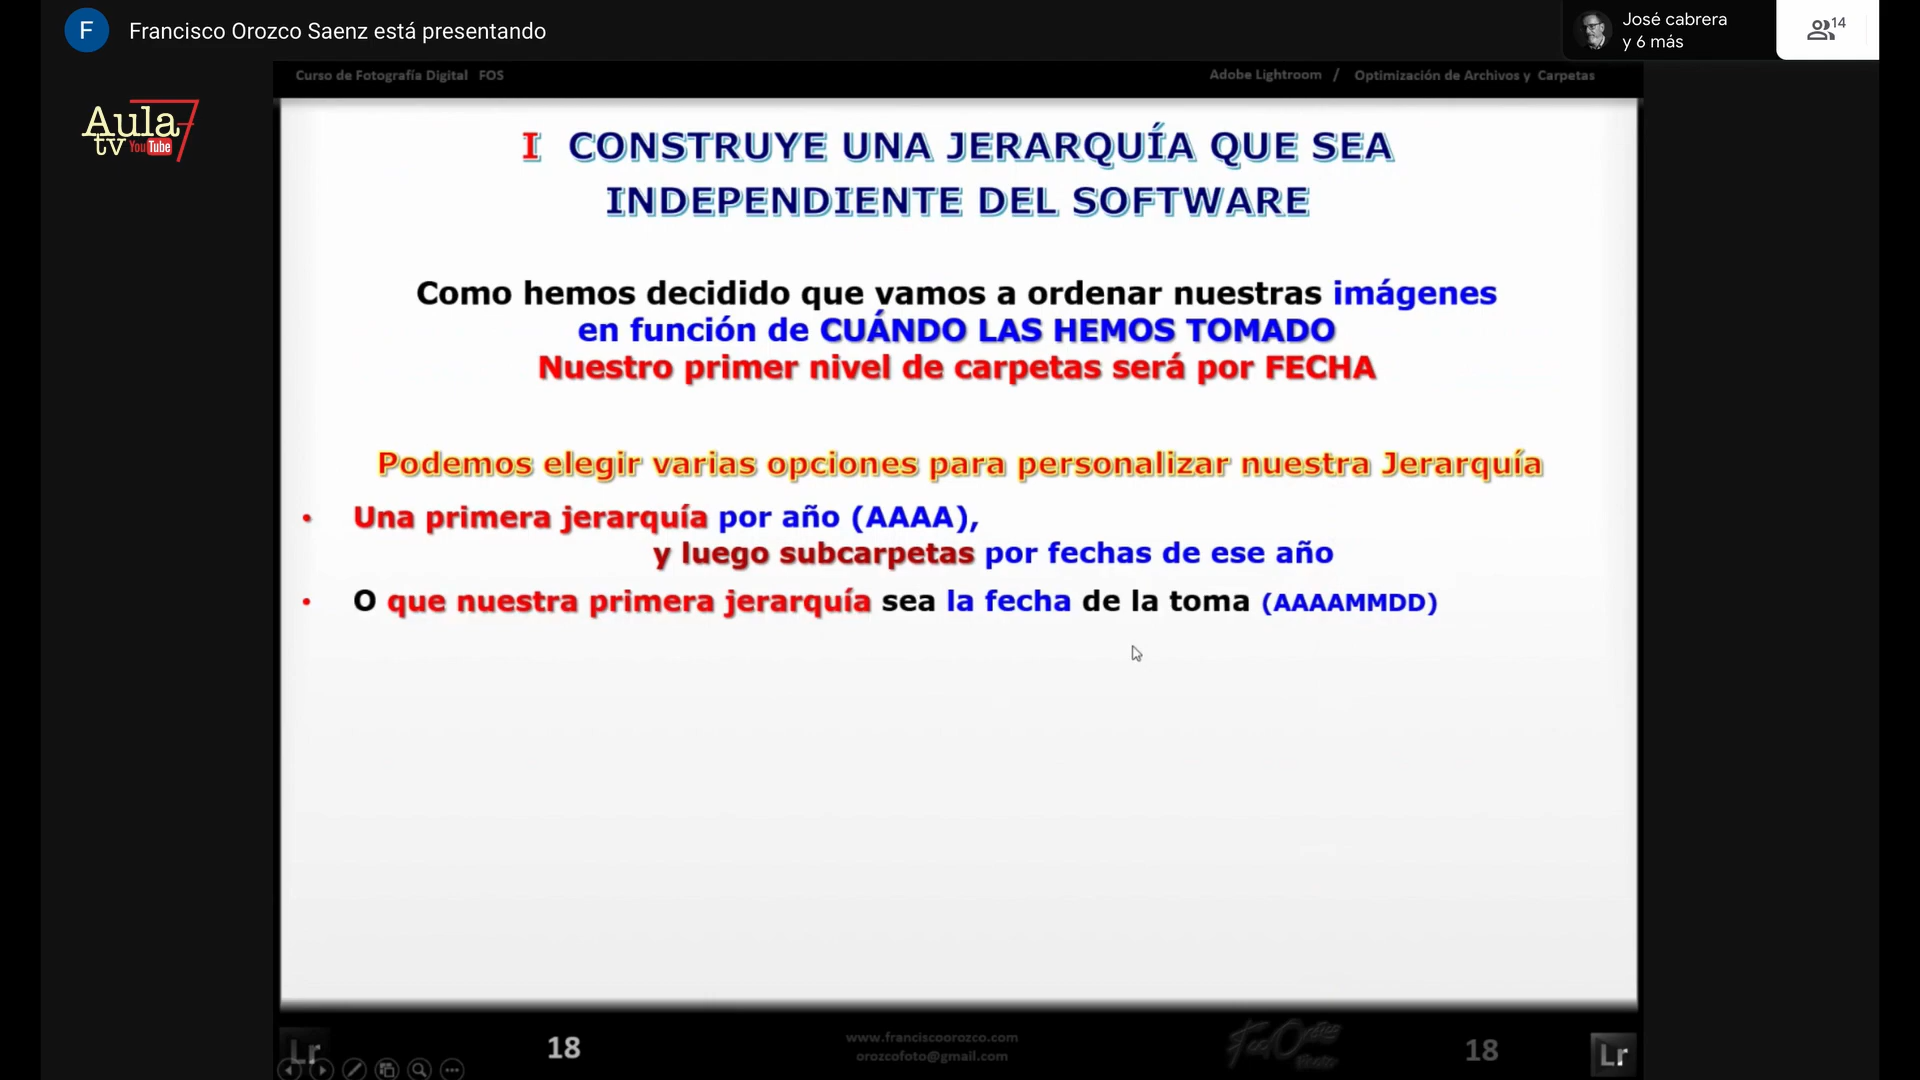 F Francisco Orozco Saenz está presentando
José cabrera
y 6 más
14
Curso de Fotografía Digital FOS
Adobe Lightroom / Optimización de Archivos y Carpetas
Aula 7
tv YouTube
I CONSTRUYE UNA JERARQUÍA QUE SEA
INDEPENDIENTE DEL SOFTWARE
Como hemos decidido que vamos a ordenar nuestras imágenes
en función de CUÁNDO LAS HEMOS TOMADO
Nuestro primer nivel de carpetas será por FECHA
Podemos elegir varias opciones para personalizar nuestra Jerarquía
• Una primera jerarquía por año (AAAA),
y luego subcarpetas por fechas de ese año
• O que nuestra primera jerarquía sea la fecha de la toma (AAAAMMDD)
Lr
18
www.franciscoorozco.com
orozcofoto@gmail.com
18
Lr